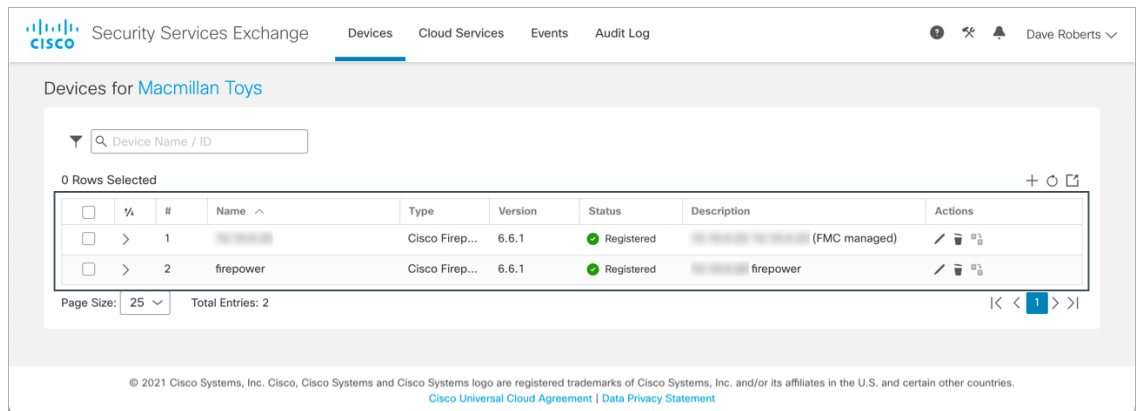 CISCO Security Services Exchange Devices Cloud Services Events Audit Log ? Dave Roberts
Devices for Macmillan Toys
Device Name / ID
0 Rows Selected
# Name Type Version Status Description Actions
1 Cisco Firep... 6.6.1 Registered (FMC managed)
2 firepower Cisco Firep... 6.6.1 Registered firepower
Page Size: 25 Total Entries: 2 |< < 1 > >|
© 2021 Cisco Systems, Inc. Cisco, Cisco Systems and Cisco Systems logo are registered trademarks of Cisco Systems, Inc. and/or its affiliates in the U.S. and certain other countries.
Cisco Universal Cloud Agreement | Data Privacy Statement